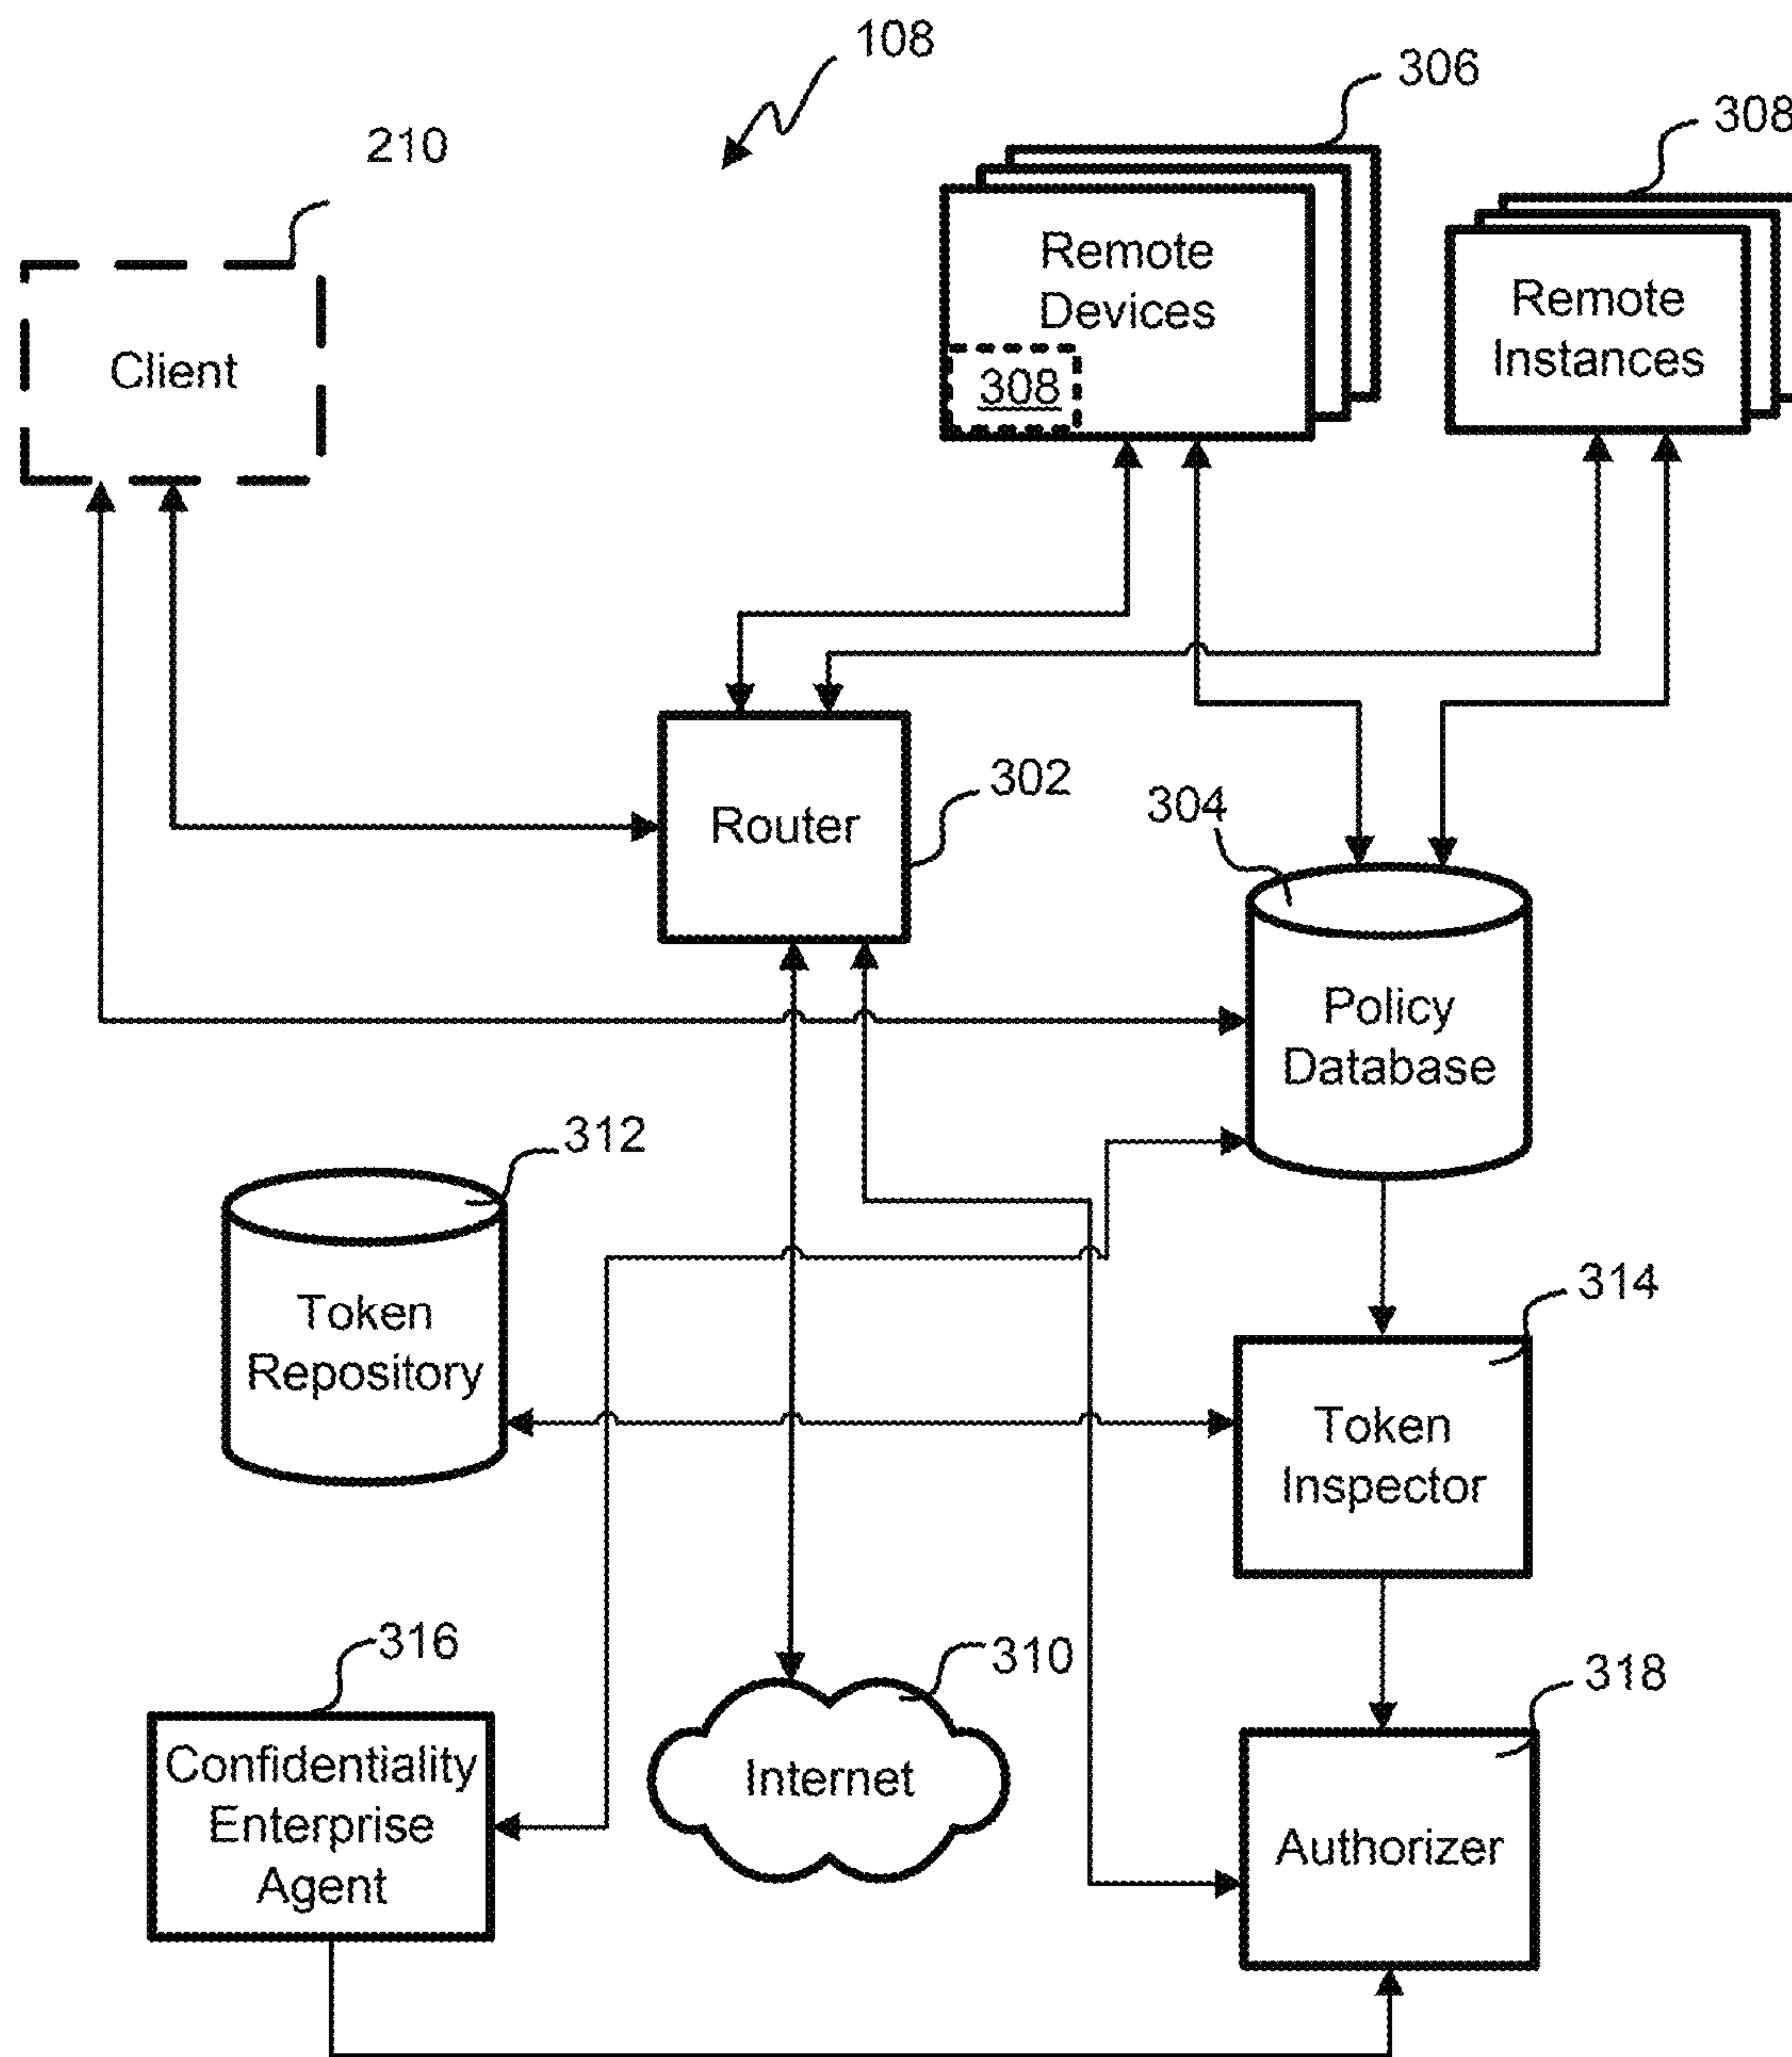 108
306
308
210
Remote
Devices
Remote
Instances
Client
308
302
Router
304
Policy
Database
312
Token
Repository
314
Token
Inspector
316
310
318
Confidentiality
Enterprise
Agent
Internet
Authorizer